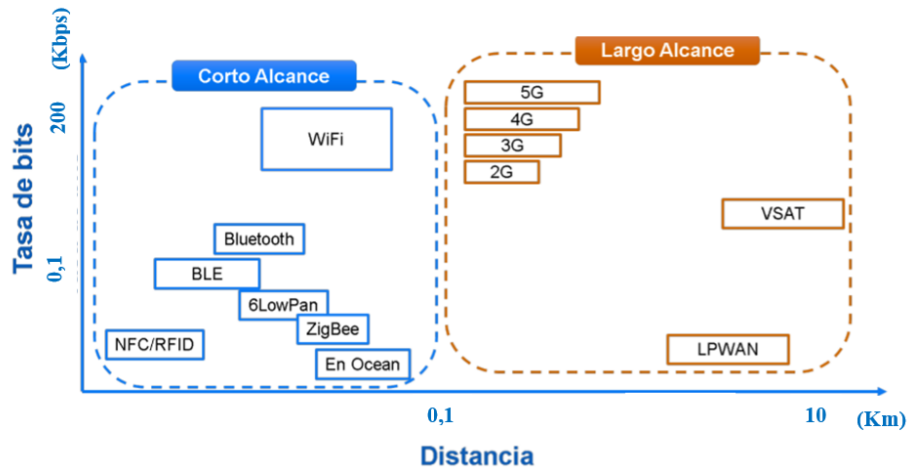 (Kbps)
Corto Alcance
Largo Alcance
5G
4G
3G
2G
200
WiFi
Tasa de bits
VSAT
Bluetooth
0,1
BLE
6LowPan
ZigBee
NFC/RFID
LPWAN
En Ocean
0,1
10
(Km)
Distancia